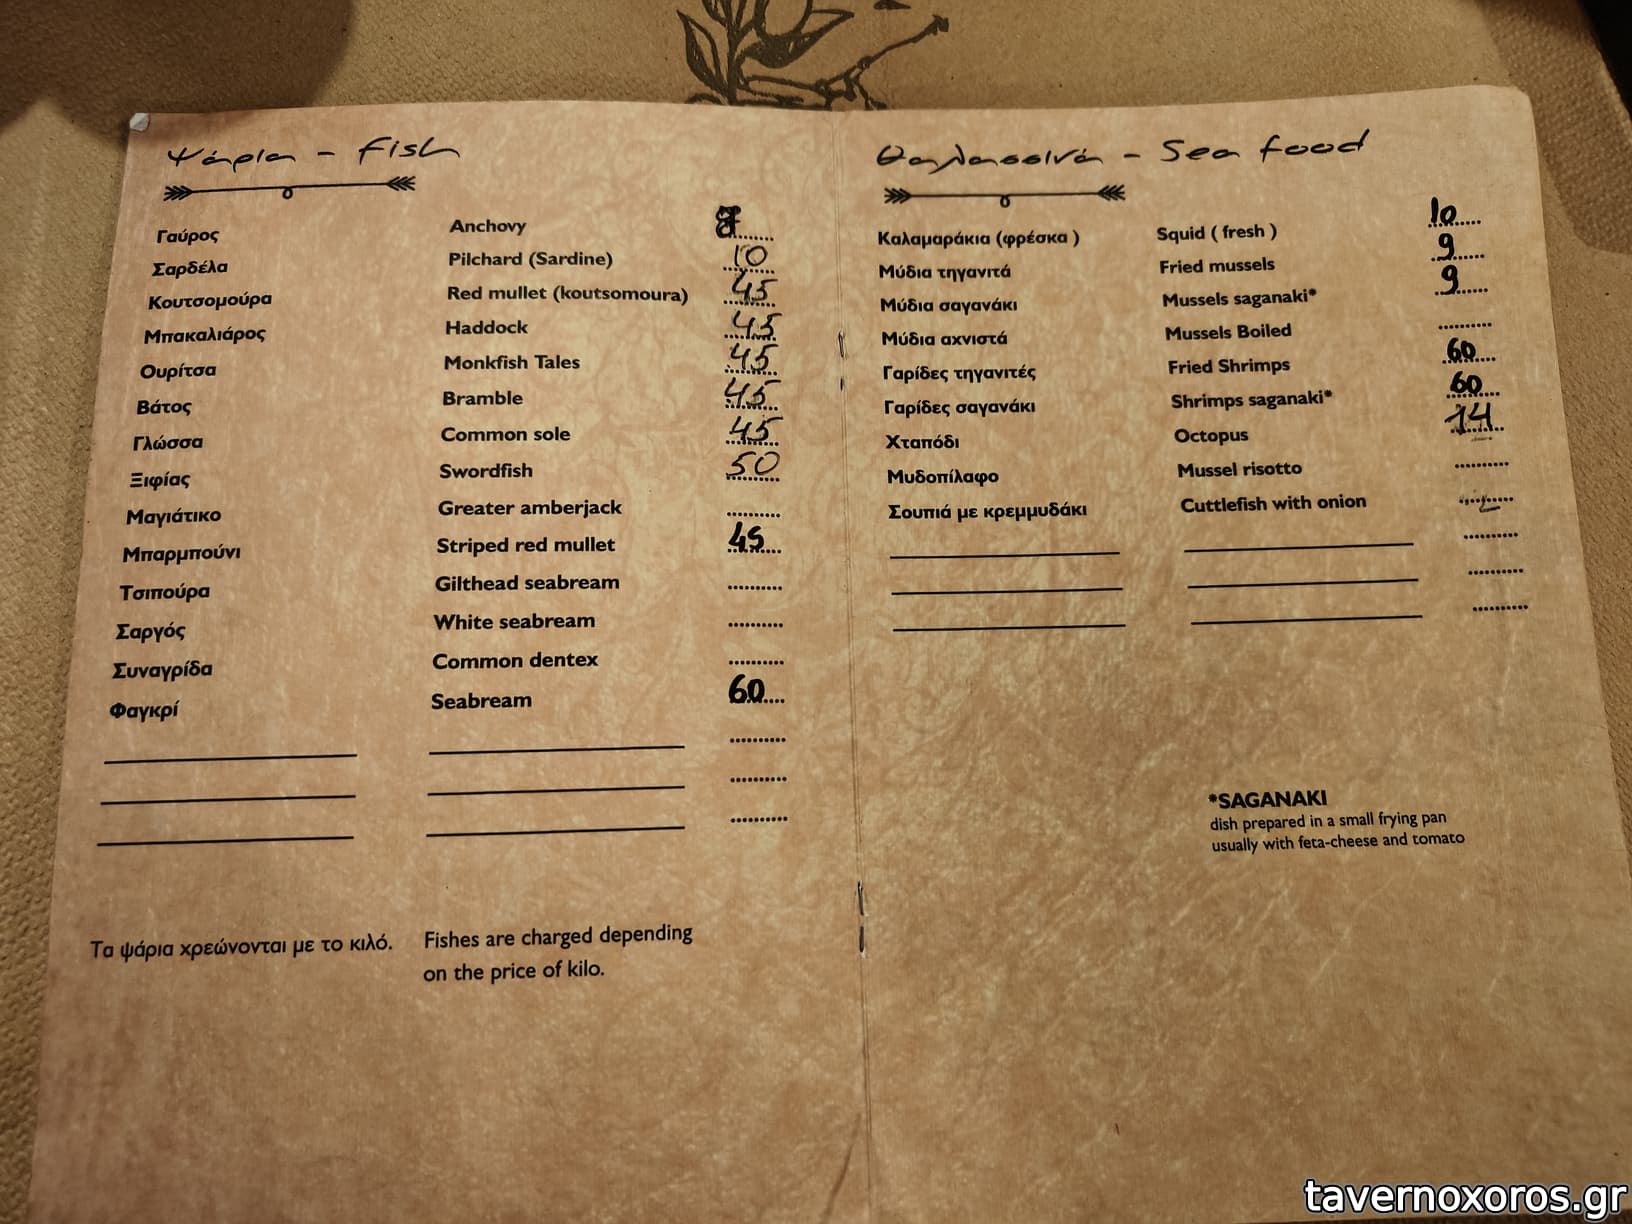 Ψάρια - Fish
Γαύρος Anchovy 8
Σαρδέλα Pilchard (Sardine) 10
Κουτσομούρα Red mullet (koutsomoura) 45
Μπακαλιάρος Haddock 45
Ουρίτσα Monkfish Tales 45
Βάτος Bramble 45
Γλώσσα Common sole 45
Ξιφίας Swordfish 50
Μαγιάτικο Greater amberjack ..........
Μπαρμπούνι Striped red mullet 45
Τσιπούρα Gilthead seabream ..........
Σαργός White seabream ..........
Συναγρίδα Common dentex ..........
Φαγκρί Seabream 60
Τα ψάρια χρεώνονται με το κιλό.
Fishes are charged depending
on the price of kilo.
Θαλασσινά - Sea food
Καλαμαράκια (φρέσκα ) Squid ( fresh ) 10
Μύδια τηγανιτά Fried mussels 9
Μύδια σαγανάκι Mussels saganaki* 9
Μύδια αχνιστά Mussels Boiled ..........
Γαρίδες τηγανιτές Fried Shrimps 60
Γαρίδες σαγανάκι Shrimps saganaki* 60
Χταπόδι Octopus 14
Μυδοπίλαφο Mussel risotto ..........
Σουπιά με κρεμμυδάκι Cuttlefish with onion ..........
*SAGANAKI
dish prepared in a small frying pan
usually with feta-cheese and tomato
tavernoxoros.gr